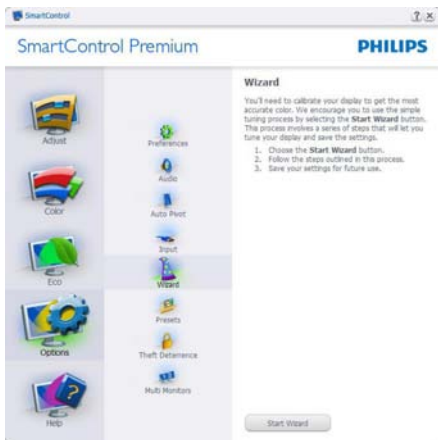 SmartControl
SmartControl Premium
PHILIPS
Adjust
Color
Eco
Options
Help
Preferences
Audio
Auto Pivot
Input
Wizard
Presets
Theft Deterrence
Multi Monitors
Wizard
You'll need to calibrate your display to get the most
accurate color. We encourage you to use the simple
tuning process by selecting the Start Wizard button.
This process involves a series of steps that will let you
tune your display and save the settings.
1. Choose the Start Wizard button.
2. Follow the steps outlined in this process.
3. Save your settings for future use.
Start Wizard